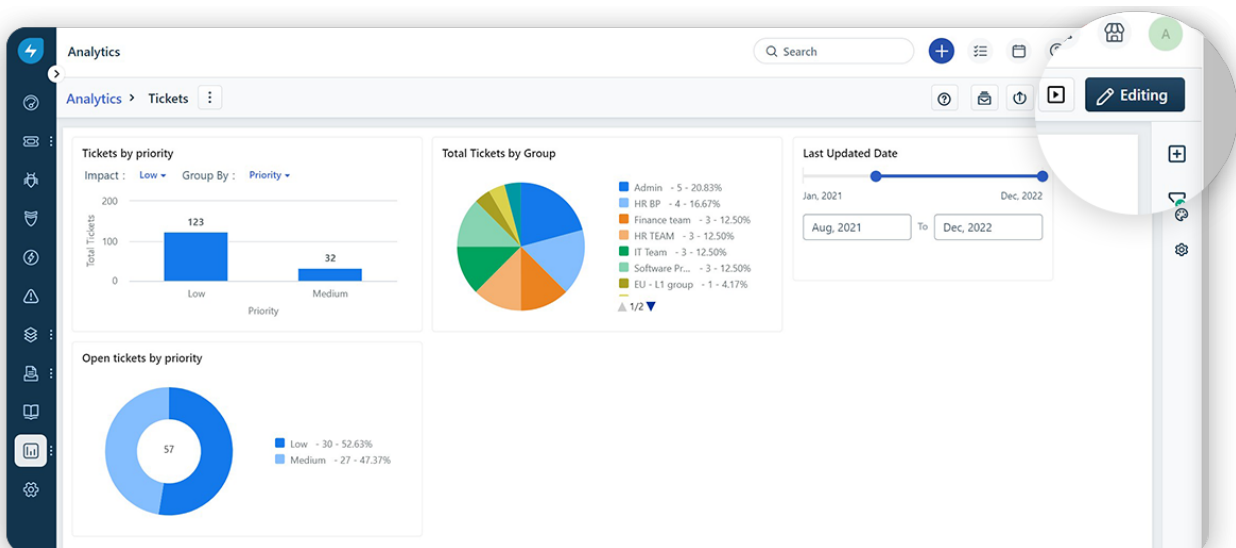 Analytics
Search
A
Analytics > Tickets
Editing
Tickets by priority
Impact : Low Group By : Priority
Total Tickets
200
100
0
123
32
Low
Medium
Priority
Total Tickets by Group
Admin - 5 - 20.83%
HR BP - 4 - 16.67%
Finance team - 3 - 12.50%
HR TEAM - 3 - 12.50%
IT Team - 3 - 12.50%
Software Pr... - 3 - 12.50%
EU - L1 group - 1 - 4.17%
1/2
Last Updated Date
Jan, 2021
Dec, 2022
Aug, 2021 To Dec, 2022
Open tickets by priority
57
Low - 30 - 52.63%
Medium - 27 - 47.37%